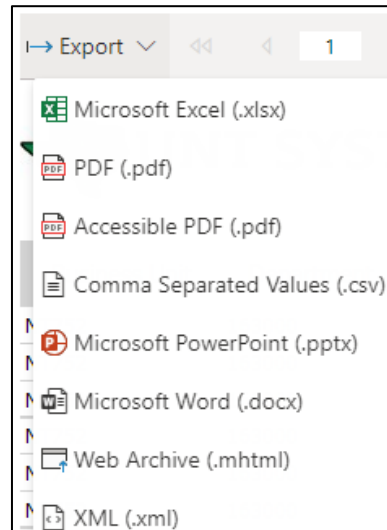 Export
1
Microsoft Excel (.xlsx)
PDF (.pdf)
Accessible PDF (.pdf)
Comma Separated Values (.csv)
Microsoft PowerPoint (.pptx)
Microsoft Word (.docx)
Web Archive (.mhtml)
XML (.xml)